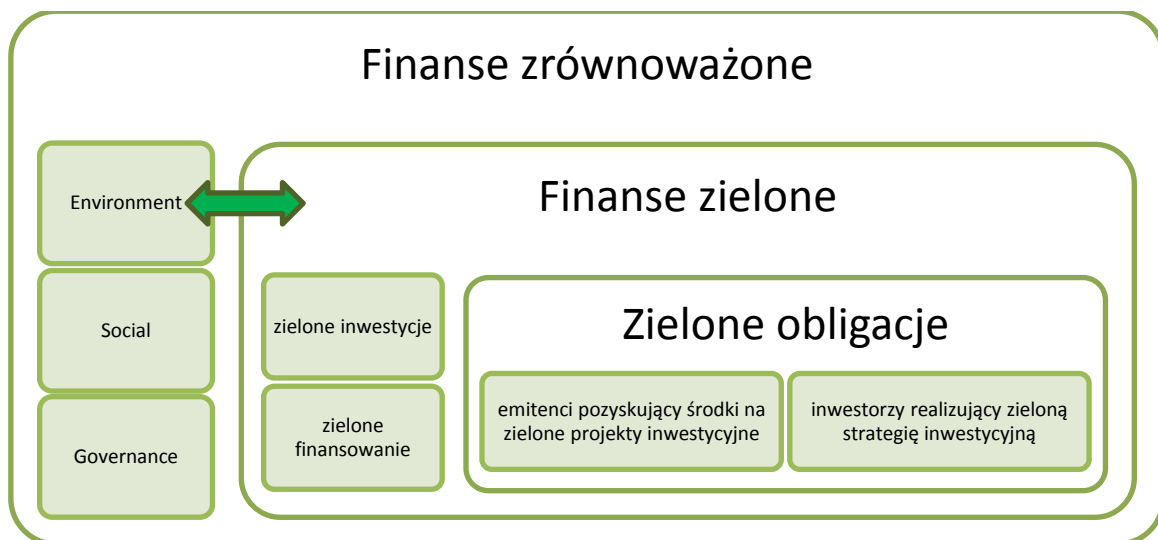 Finanse zrównoważone
Environment
Social
Governance
Finanse zielone
zielone inwestycje
zielone
finansowanie
Zielone obligacje
emitenci pozyskujący środki na
zielone projekty inwestycyjne
inwestorzy realizujący zieloną
strategię inwestycyjną